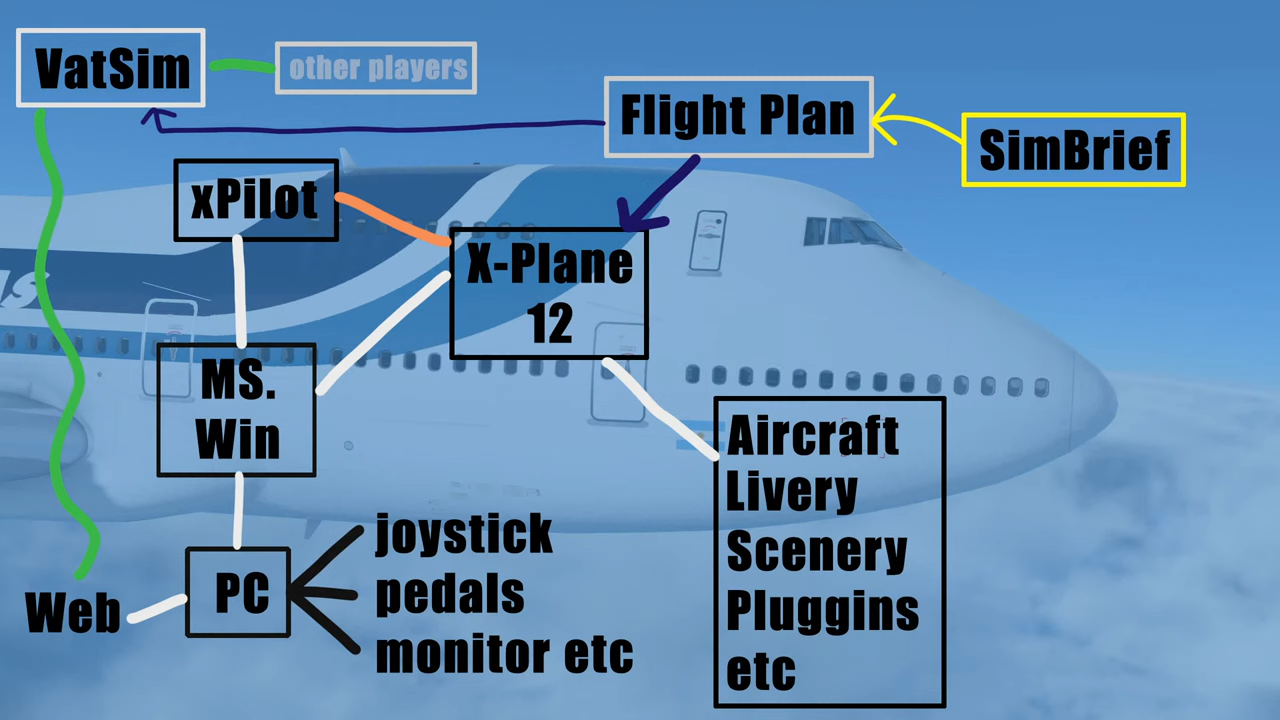 VatSim
other players
Flight Plan
SimBrief
xPilot
X-Plane
12
MS.
Win
Aircraft
Livery
Scenery
Pluggins
etc
PC
joystick
pedals
monitor etc
Web